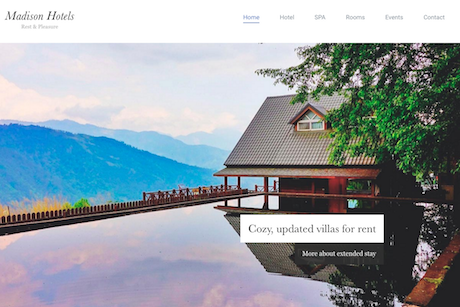 Madison Hotels
Rest & Pleasure
Home Hotel SPA Rooms Events Contact
Cozy, updated villas for rent
More about extended stay